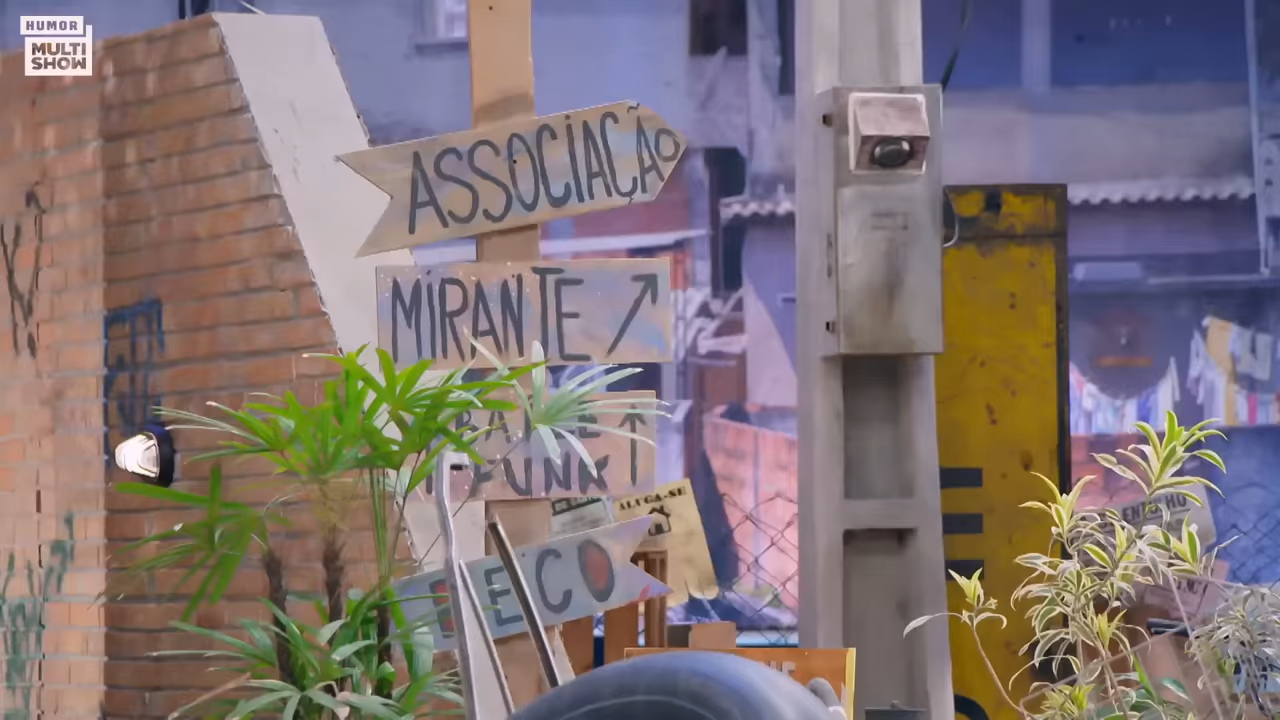 HUMOR
MULTI
SHOW
ASSOCIAÇÃO
MIRANTE
BAILE
FUNK
ALUGA-SE
BECO